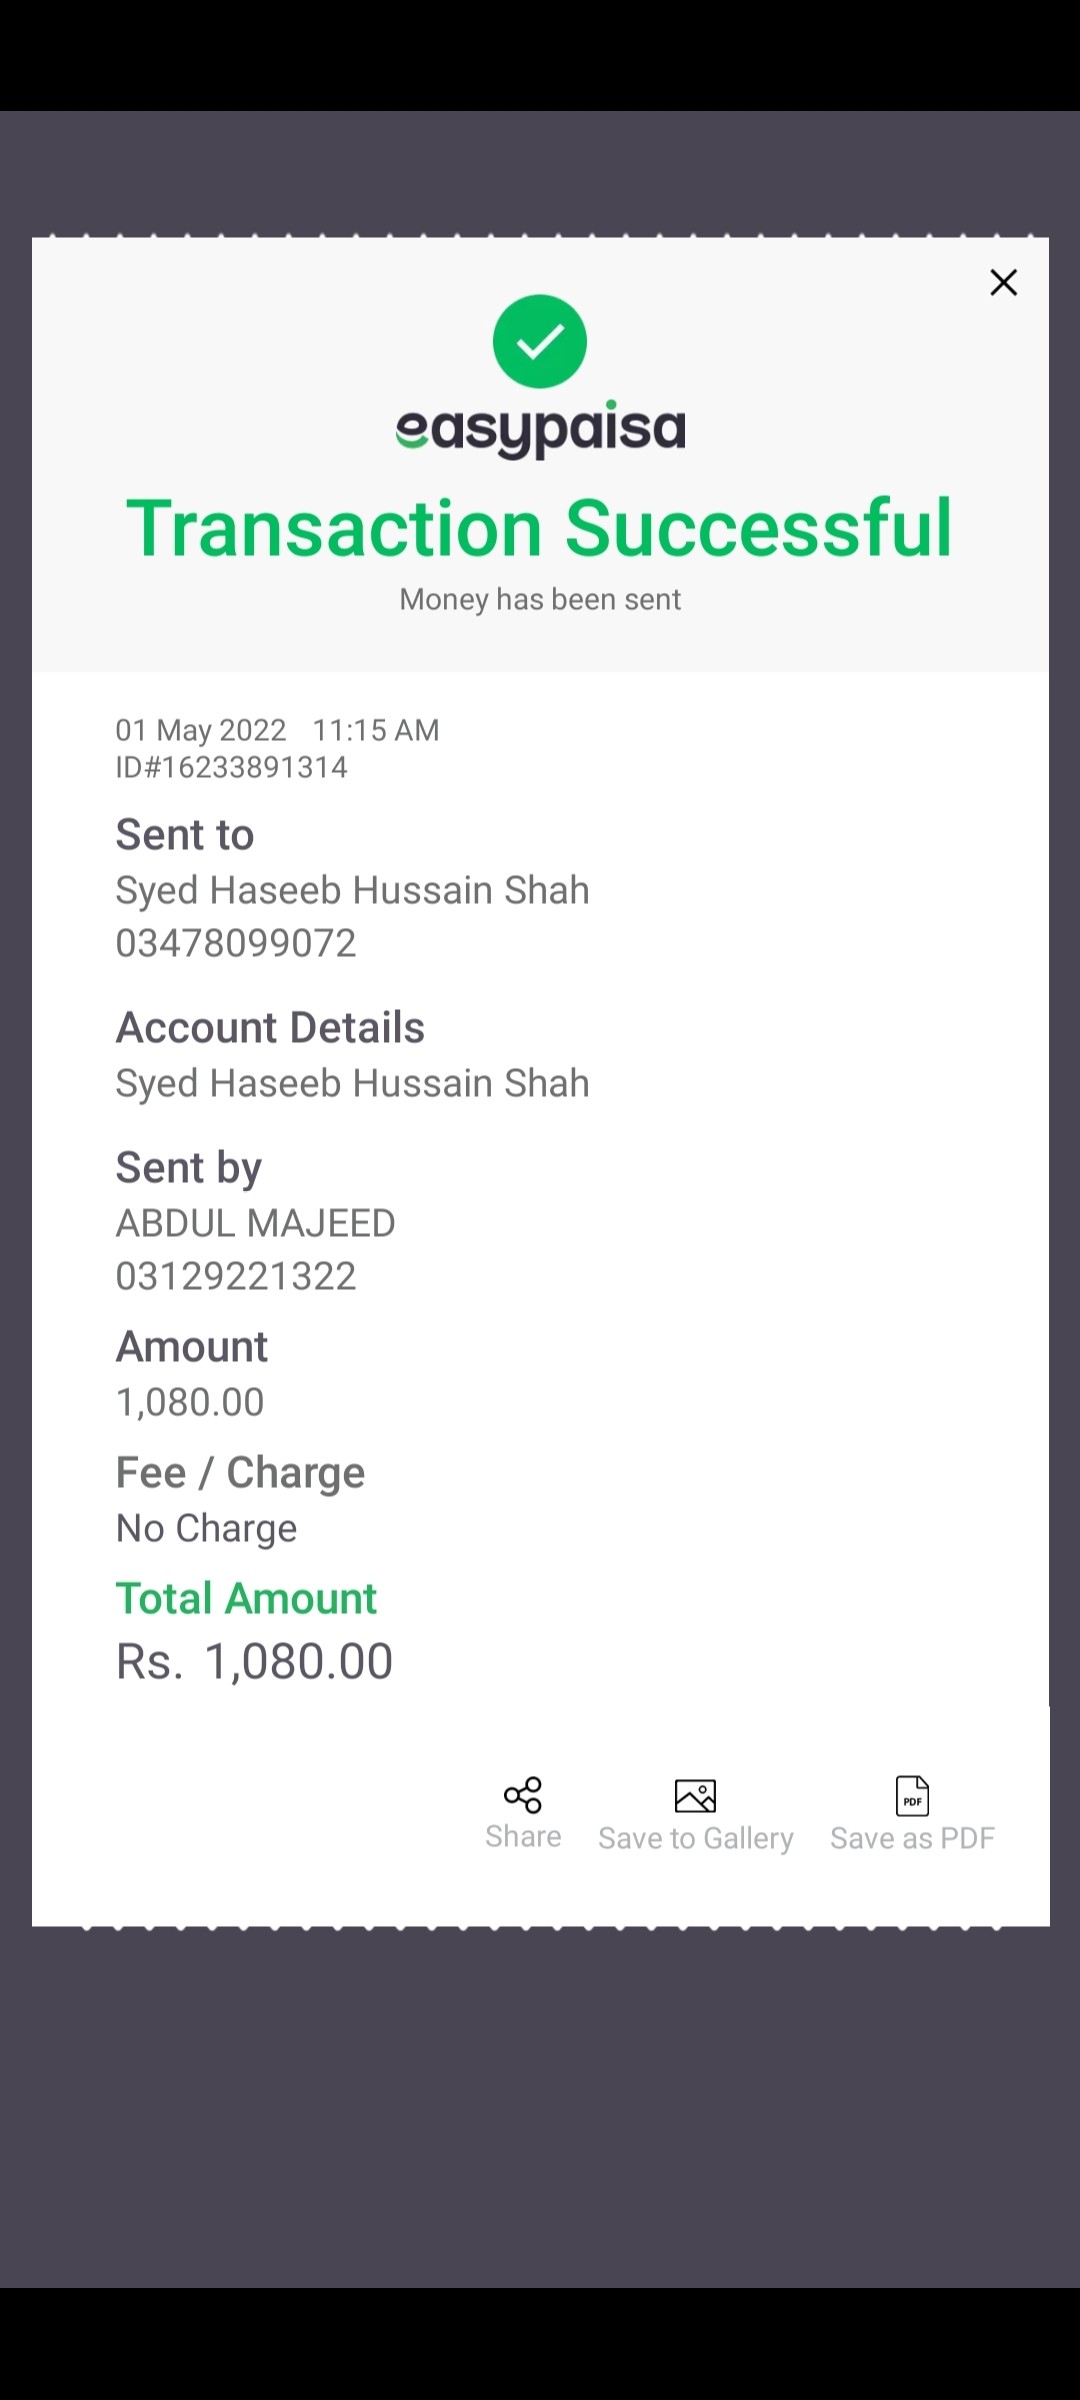 easypaisa
Transaction Successful
Money has been sent
01 May 2022 11:15 AM
ID#16233891314
Sent to
Syed Haseeb Hussain Shah
03478099072
Account Details
Syed Haseeb Hussain Shah
Sent by
ABDUL MAJEED
03129221322
Amount
1,080.00
Fee / Charge
No Charge
Total Amount
Rs. 1,080.00
PDF
Share Save to Gallery Save as PDF